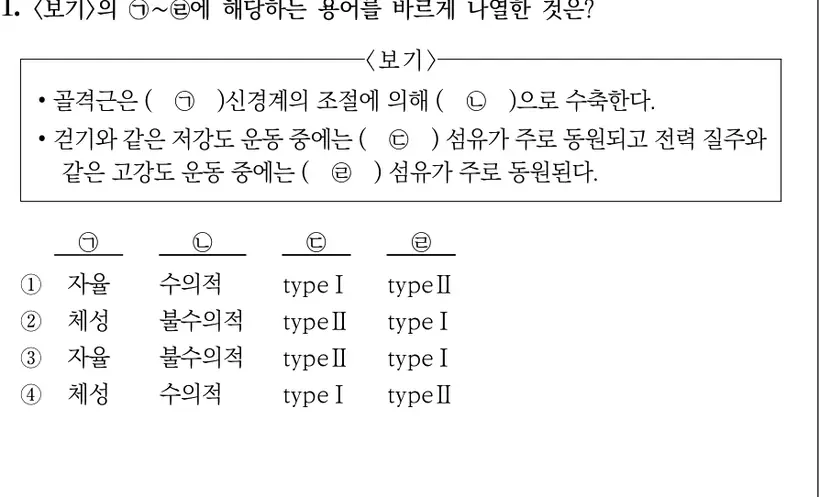 1. 〈보기〉의 ㉠~㉣에 해당하는 용어를 바르게 나열한 것은?
〈보기〉
• 골격근은 ( ㉠ )신경계의 조절에 의해 ( ㉡ )으로 수축한다.
• 걷기와 같은 저강도 운동 중에는 ( ㉢ ) 섬유가 주로 동원되고 전력 질주와
같은 고강도 운동 중에는 ( ㉣ ) 섬유가 주로 동원된다.
㉠ ㉡ ㉢ ㉣
① 자율 수의적 typeⅠ typeⅡ
② 체성 불수의적 typeⅡ typeⅠ
③ 자율 불수의적 typeⅡ typeⅠ
④ 체성 수의적 typeⅠ typeⅡ